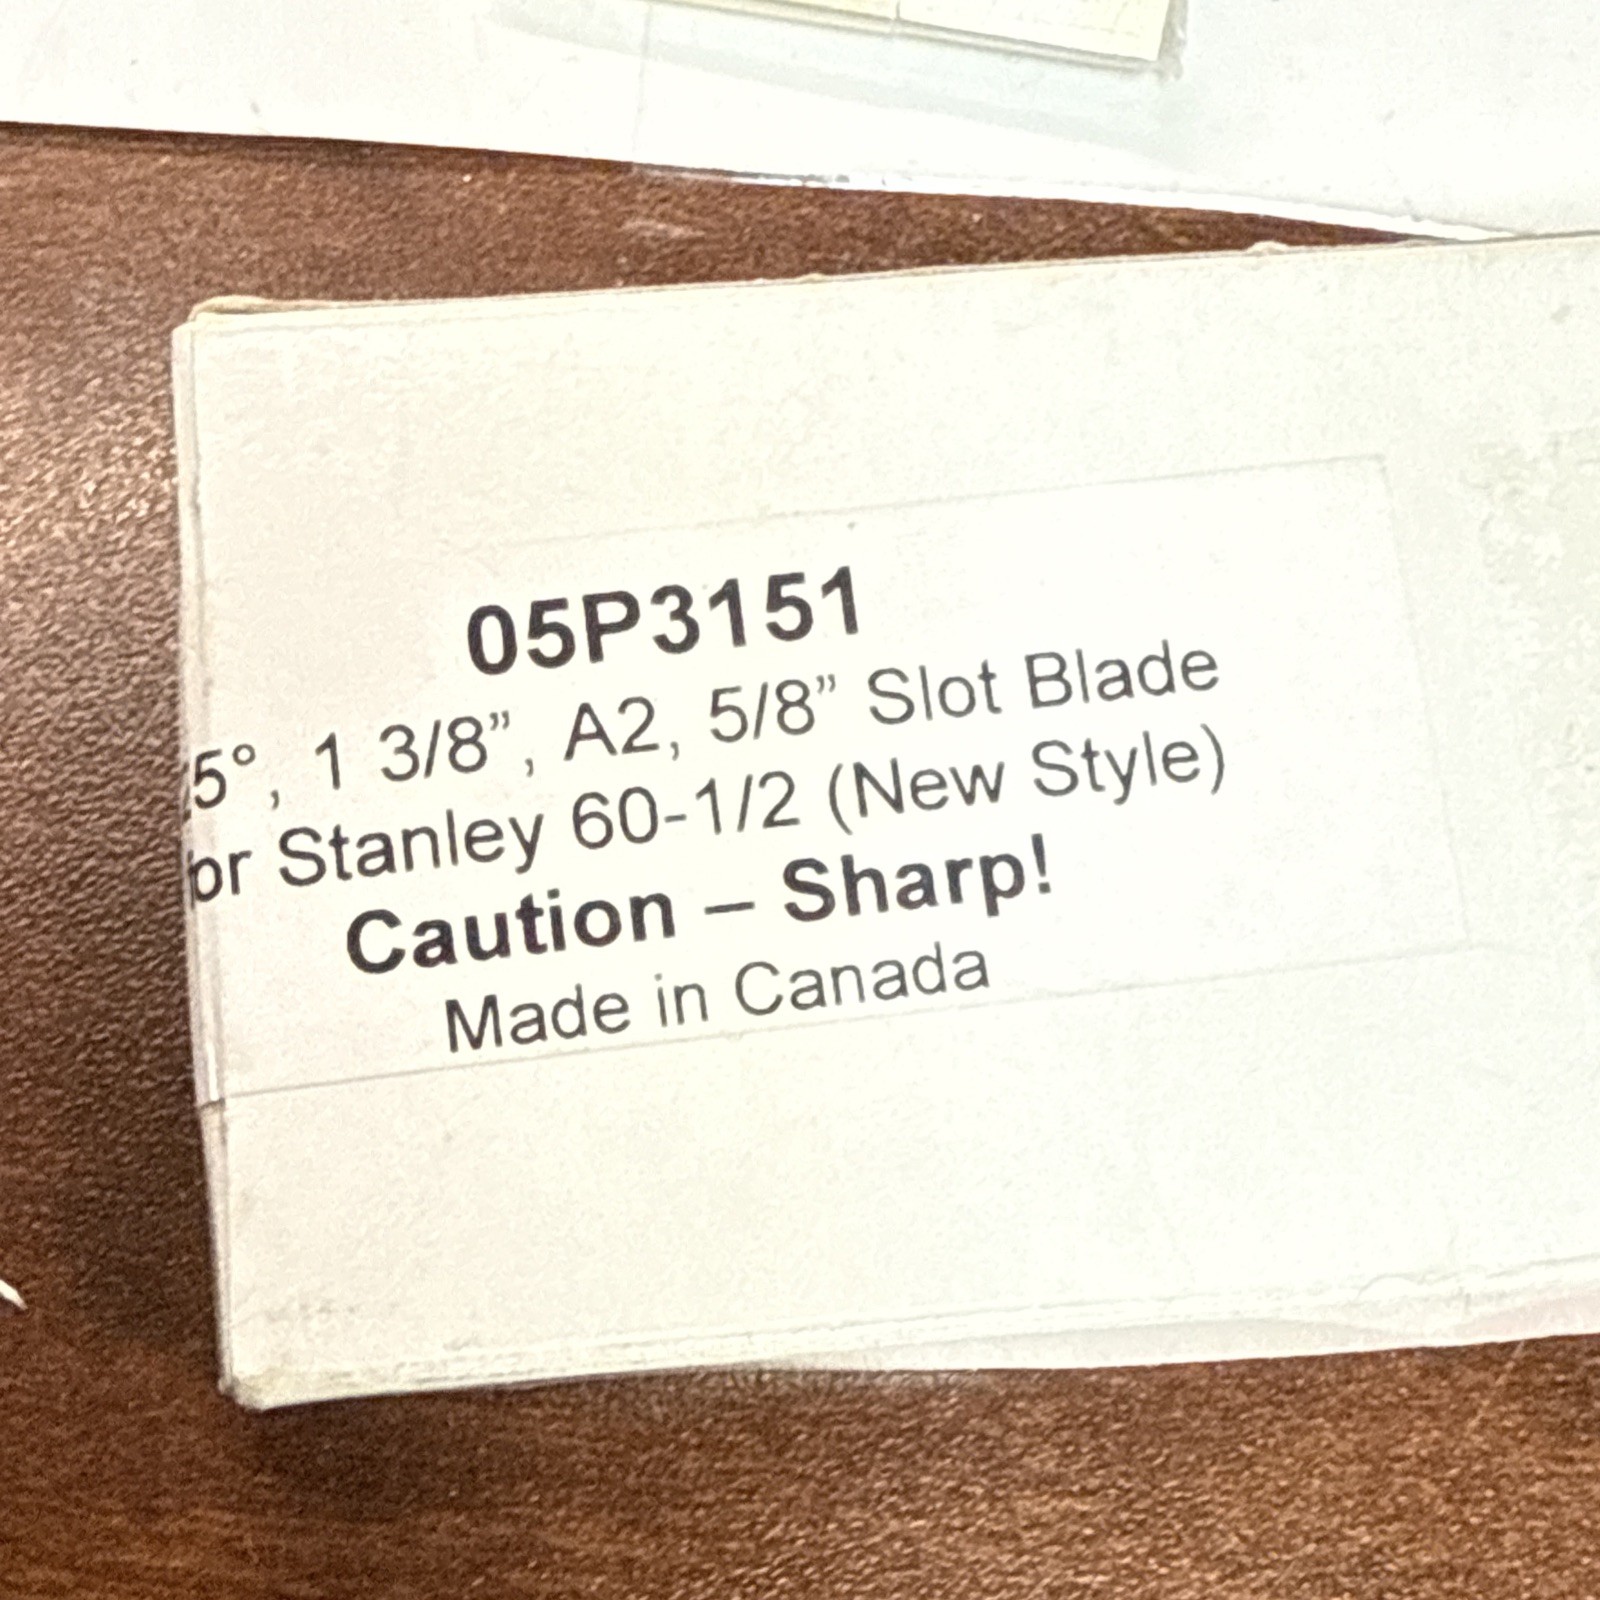 05P3151
5°, 1 3/8”, A2, 5/8” Slot Blade
or Stanley 60-1/2 (New Style)
Caution – Sharp!
Made in Canada